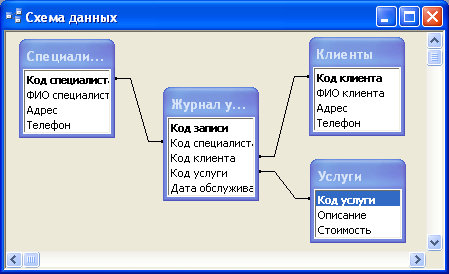 Схема данных
Специали...
Код специалист
ФИО специалист
Адрес
Телефон
Журнал у...
Код записи
Код специалиста
Код клиента
Код услуги
Дата обслужива
Клиенты
Код клиента
ФИО клиента
Адрес
Телефон
Услуги
Код услуги
Описание
Стоимость